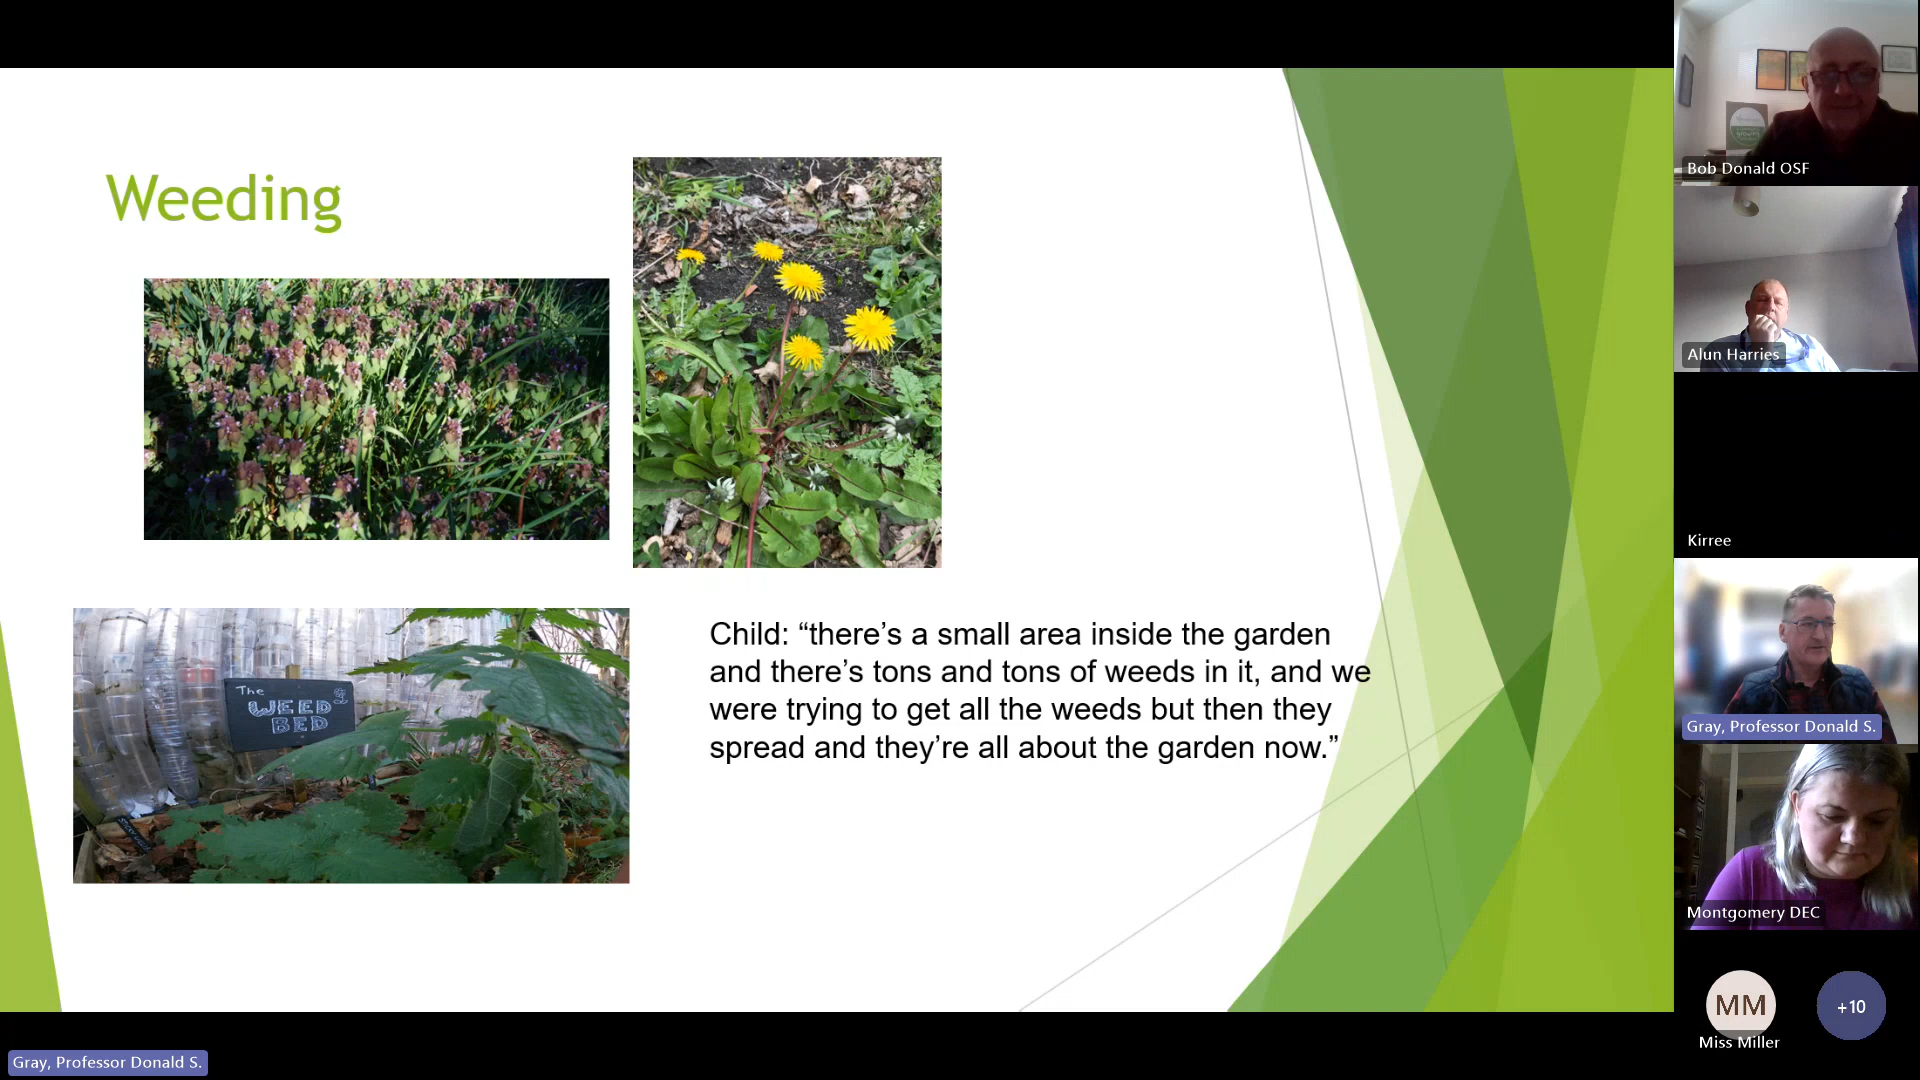 Weeding
The
WEED
BED
Child: “there’s a small area inside the garden
and there’s tons and tons of weeds in it, and we
were trying to get all the weeds but then they
spread and they’re all about the garden now.”
Bob Donald OSF
Alun Harries
Kirree
Gray, Professor Donald S.
Montgomery DEC
MM
Miss Miller
+10
Gray, Professor Donald S.